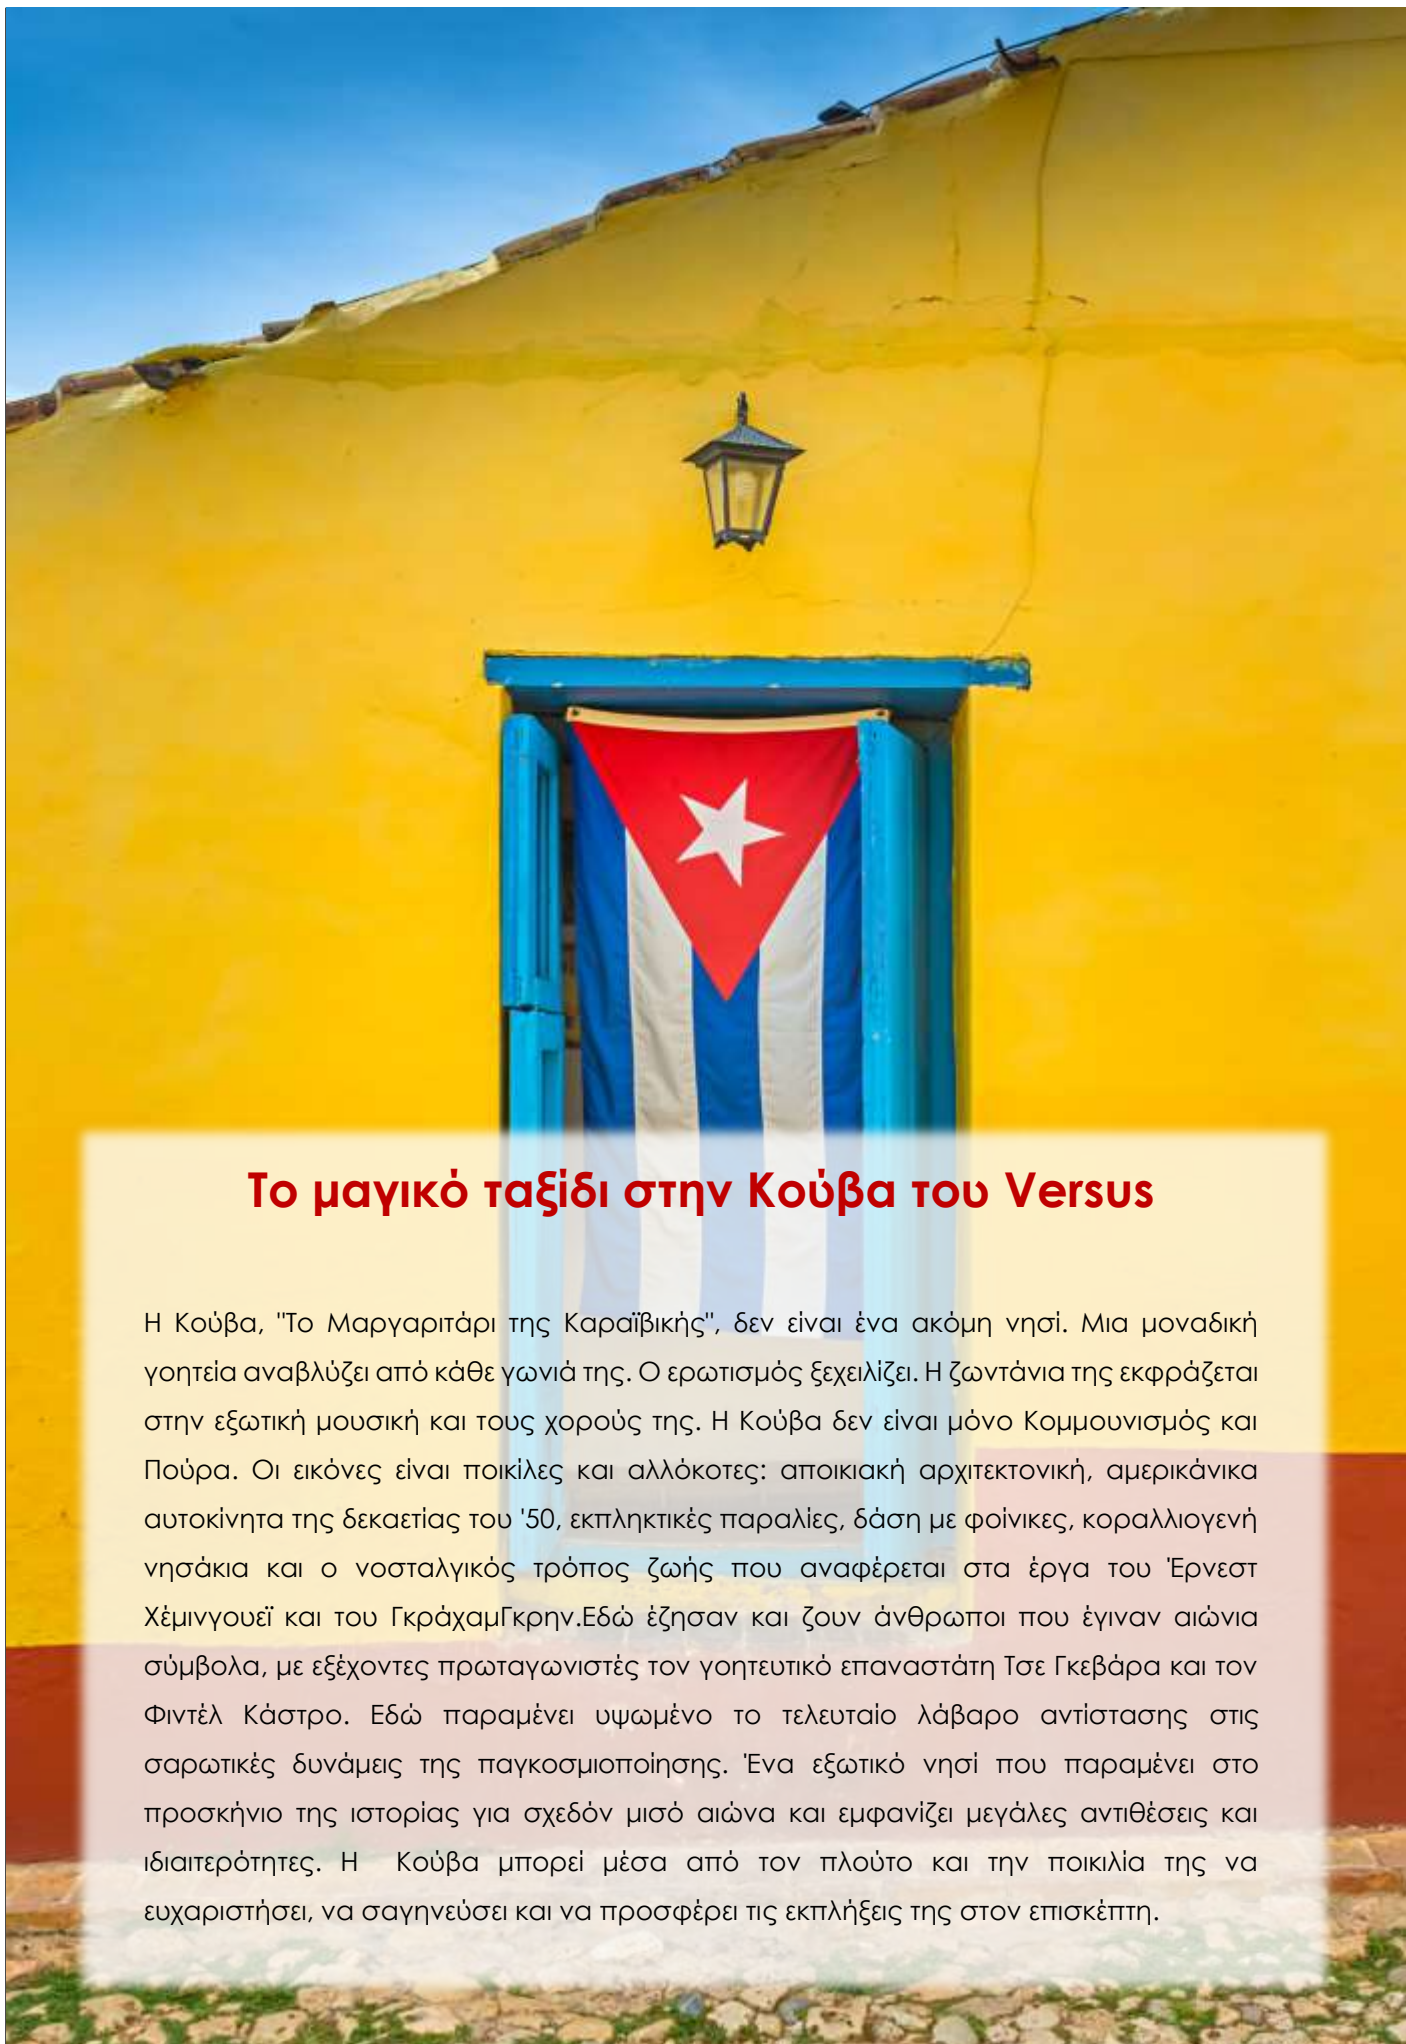 Το μαγικό ταξίδι στην Κούβα του Versus
Η Κούβα, "Το Μαργαριτάρι της Καραϊβικής", δεν είναι ένα ακόμη νησί. Μια μοναδική
γοητεία αναβλύζει από κάθε γωνιά της. Ο ερωτισμός ξεχειλίζει. Η ζωντάνια της εκφράζεται
στην εξωτική μουσική και τους χορούς της. Η Κούβα δεν είναι μόνο Κομμουνισμός και
Πούρα. Οι εικόνες είναι ποικίλες και αλλόκοτες: αποικιακή αρχιτεκτονική, αμερικάνικα
αυτοκίνητα της δεκαετίας του '50, εκπληκτικές παραλίες, δάση με φοίνικες, κοραλλιογενή
νησάκια και ο νοσταλγικός τρόπος ζωής που αναφέρεται στα έργα του Έρνεστ
Χέμινγουεϊ και του ΓκράχαμΓκρην.Εδώ έζησαν και ζουν άνθρωποι που έγιναν αιώνια
σύμβολα, με εξέχοντες πρωταγωνιστές τον γοητευτικό επαναστάτη Τσε Γκεβάρα και τον
Φιντέλ Κάστρο. Εδώ παραμένει υψωμένο το τελευταίο λάβαρο αντίστασης στις
σαρωτικές δυνάμεις της παγκοσμιοποίησης. Ένα εξωτικό νησί που παραμένει στο
προσκήνιο της ιστορίας για σχεδόν μισό αιώνα και εμφανίζει μεγάλες αντιθέσεις και
ιδιαιτερότητες. Η Κούβα μπορεί μέσα από τον πλούτο και την ποικιλία της να
ευχαριστήσει, να σαγηνεύσει και να προσφέρει τις εκπλήξεις της στον επισκέπτη.